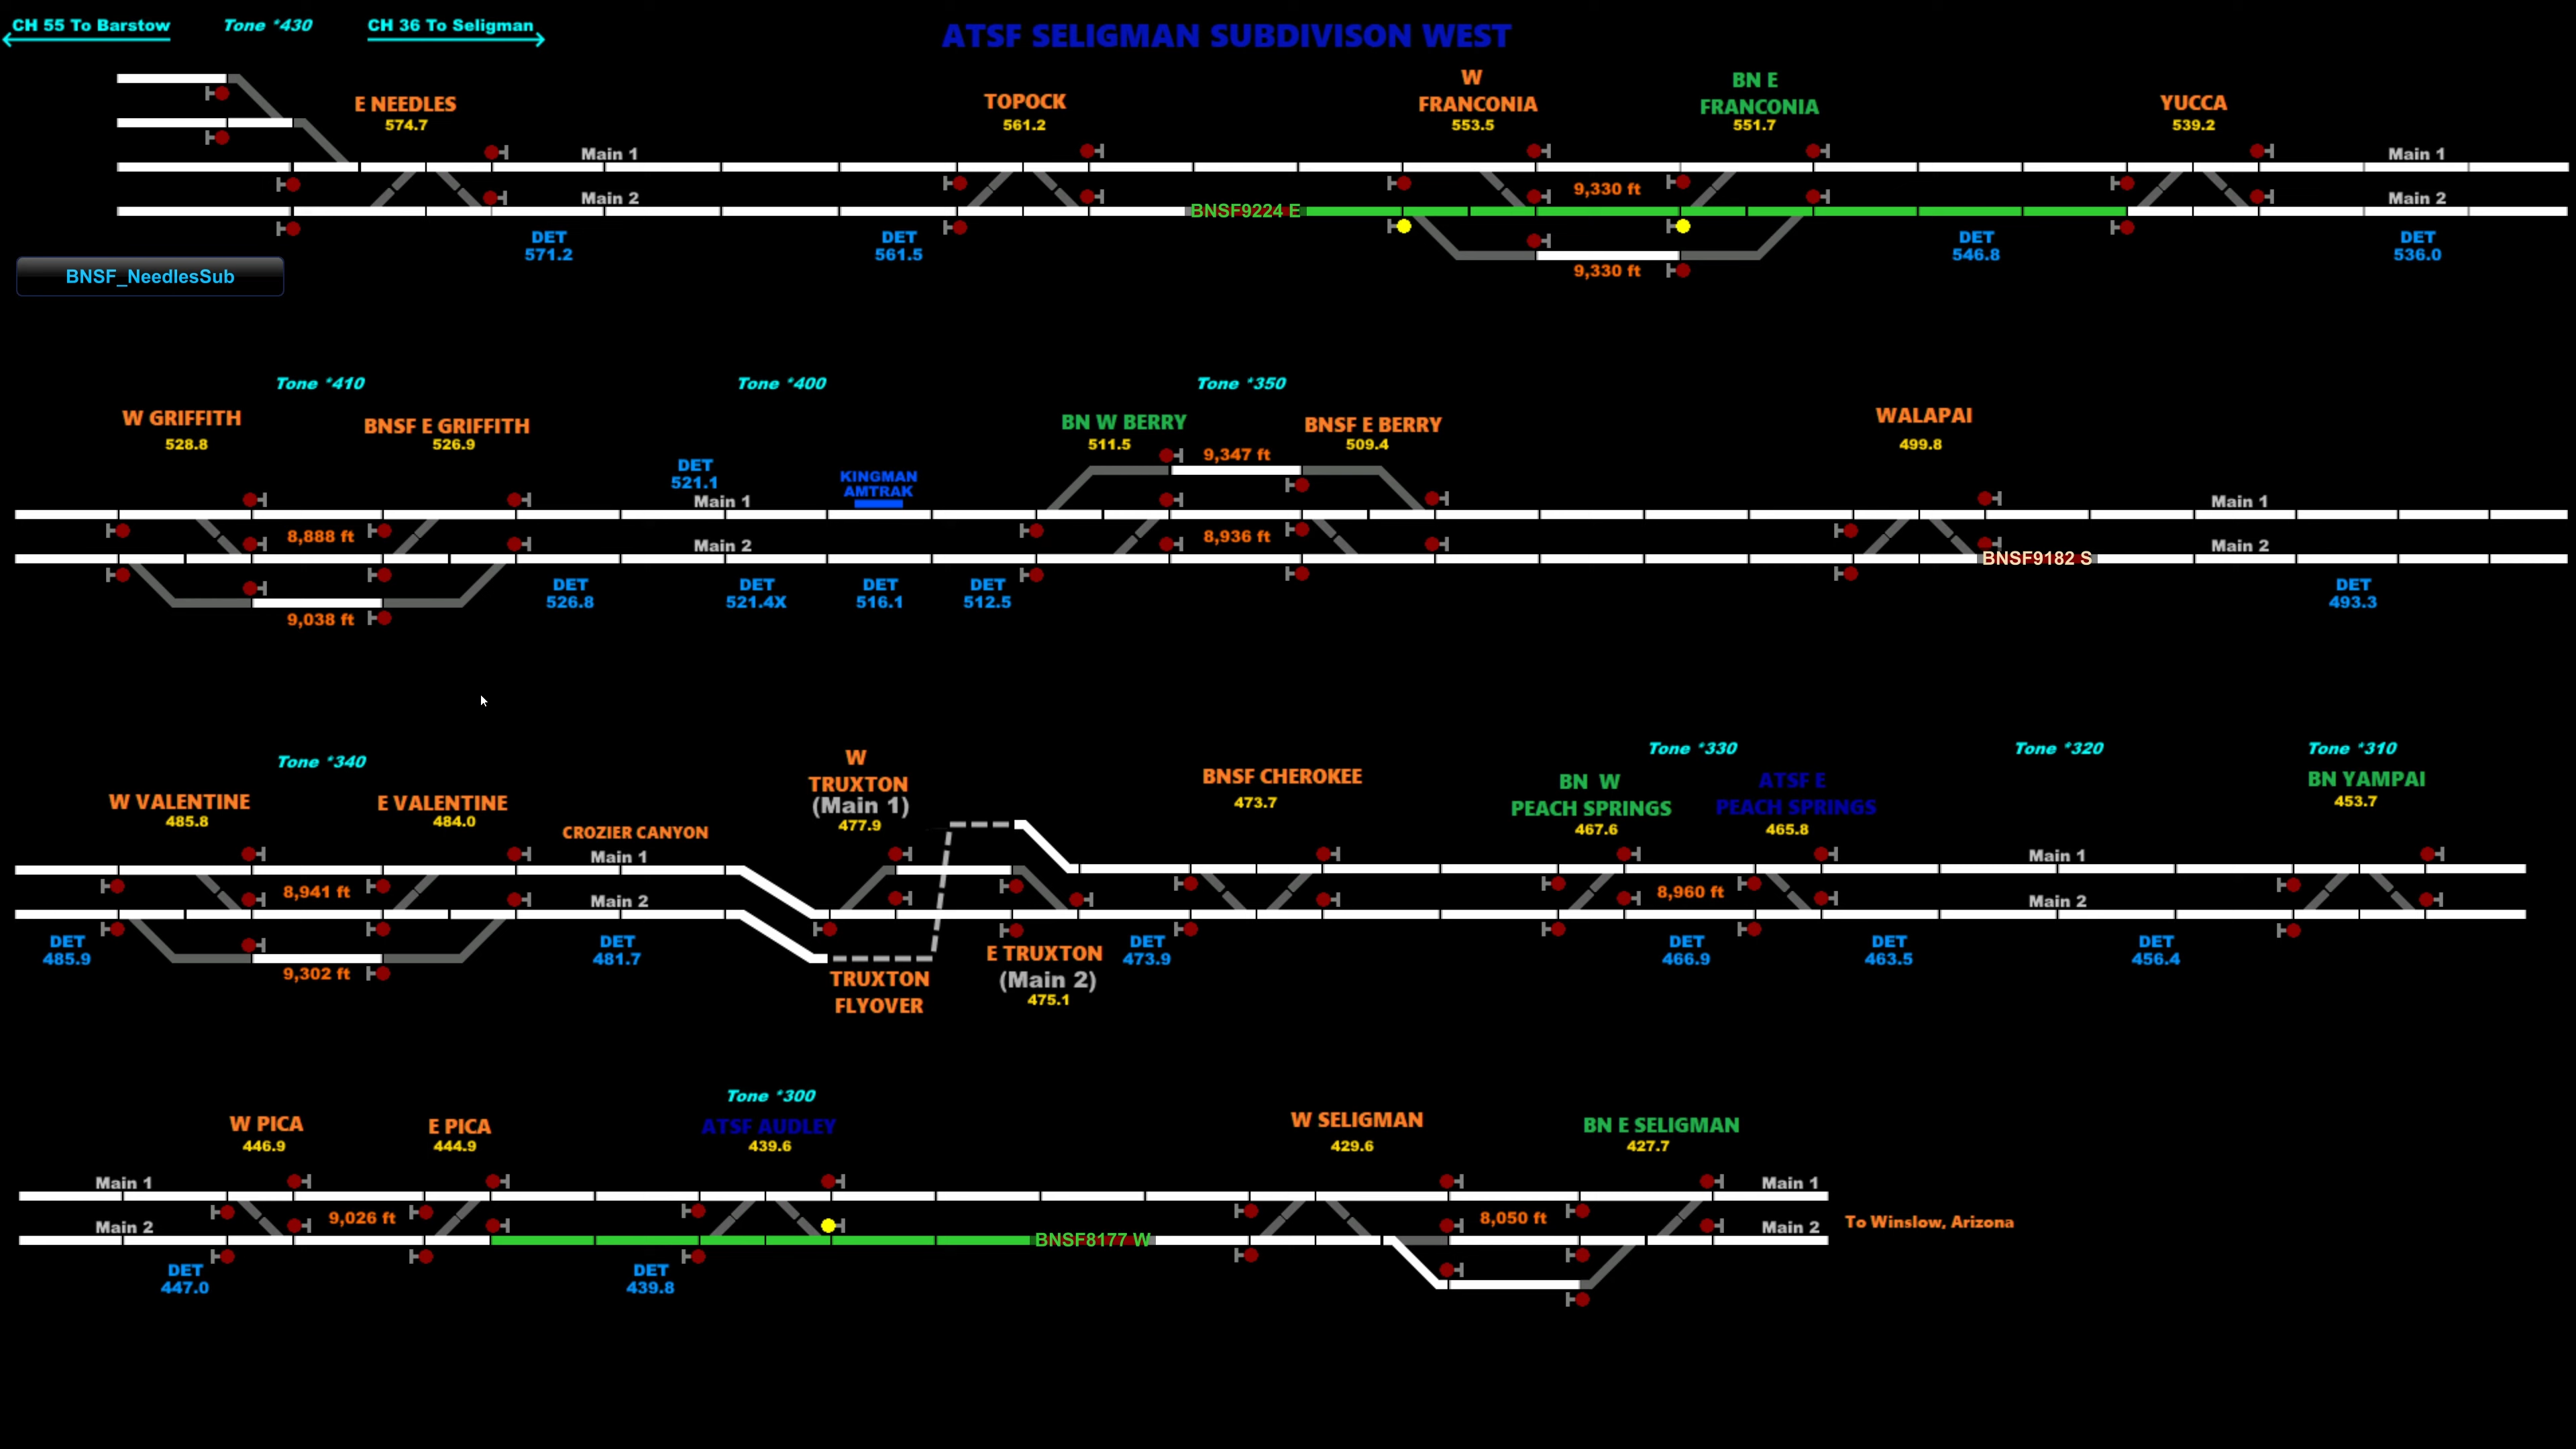 CH 55 To Barstow
Tone *430
CH 36 To Seligman
ATSF SELIGMAN SUBDIVISON WEST
E NEEDLES
574.7
TOPOCK
561.2
W
FRANCONIA
553.5
BN E
FRANCONIA
551.7
YUCCA
539.2
Main 1
Main 1
Main 2
9,330 ft
Main 2
BNSF9224 E
DET
571.2
DET
561.5
9,330 ft
DET
546.8
DET
536.0
BNSF_NeedlesSub
Tone *410
Tone *400
Tone *350
W GRIFFITH
528.8
BNSF E GRIFFITH
526.9
BN W BERRY
511.5
BNSF E BERRY
509.4
WALAPAI
499.8
9,347 ft
DET
521.1
KINGMAN
AMTRAK
Main 1
Main 1
8,888 ft
8,936 ft
Main 2
Main 2
BNSF9182 S
DET
526.8
DET
521.4X
DET
516.1
DET
512.5
DET
493.3
9,038 ft
Tone *340
Tone *330
Tone *320
Tone *310
W VALENTINE
485.8
E VALENTINE
484.0
CROZIER CANYON
W
TRUXTON
(Main 1)
477.9
BNSF CHEROKEE
473.7
BN W
PEACH SPRINGS
467.6
ATSF E
PEACH SPRINGS
465.8
BN YAMPAI
453.7
Main 1
Main 1
8,941 ft
8,960 ft
Main 2
Main 2
DET
485.9
DET
481.7
9,302 ft
TRUXTON
FLYOVER
E TRUXTON
(Main 2)
475.1
DET
473.9
DET
466.9
DET
463.5
DET
456.4
Tone *300
W PICA
446.9
E PICA
444.9
ATSF AUDLEY
439.6
W SELIGMAN
429.6
BN E SELIGMAN
427.7
Main 1
Main 1
9,026 ft
8,050 ft
Main 2
Main 2
To Winslow, Arizona
BNSF8177 W
DET
447.0
DET
439.8